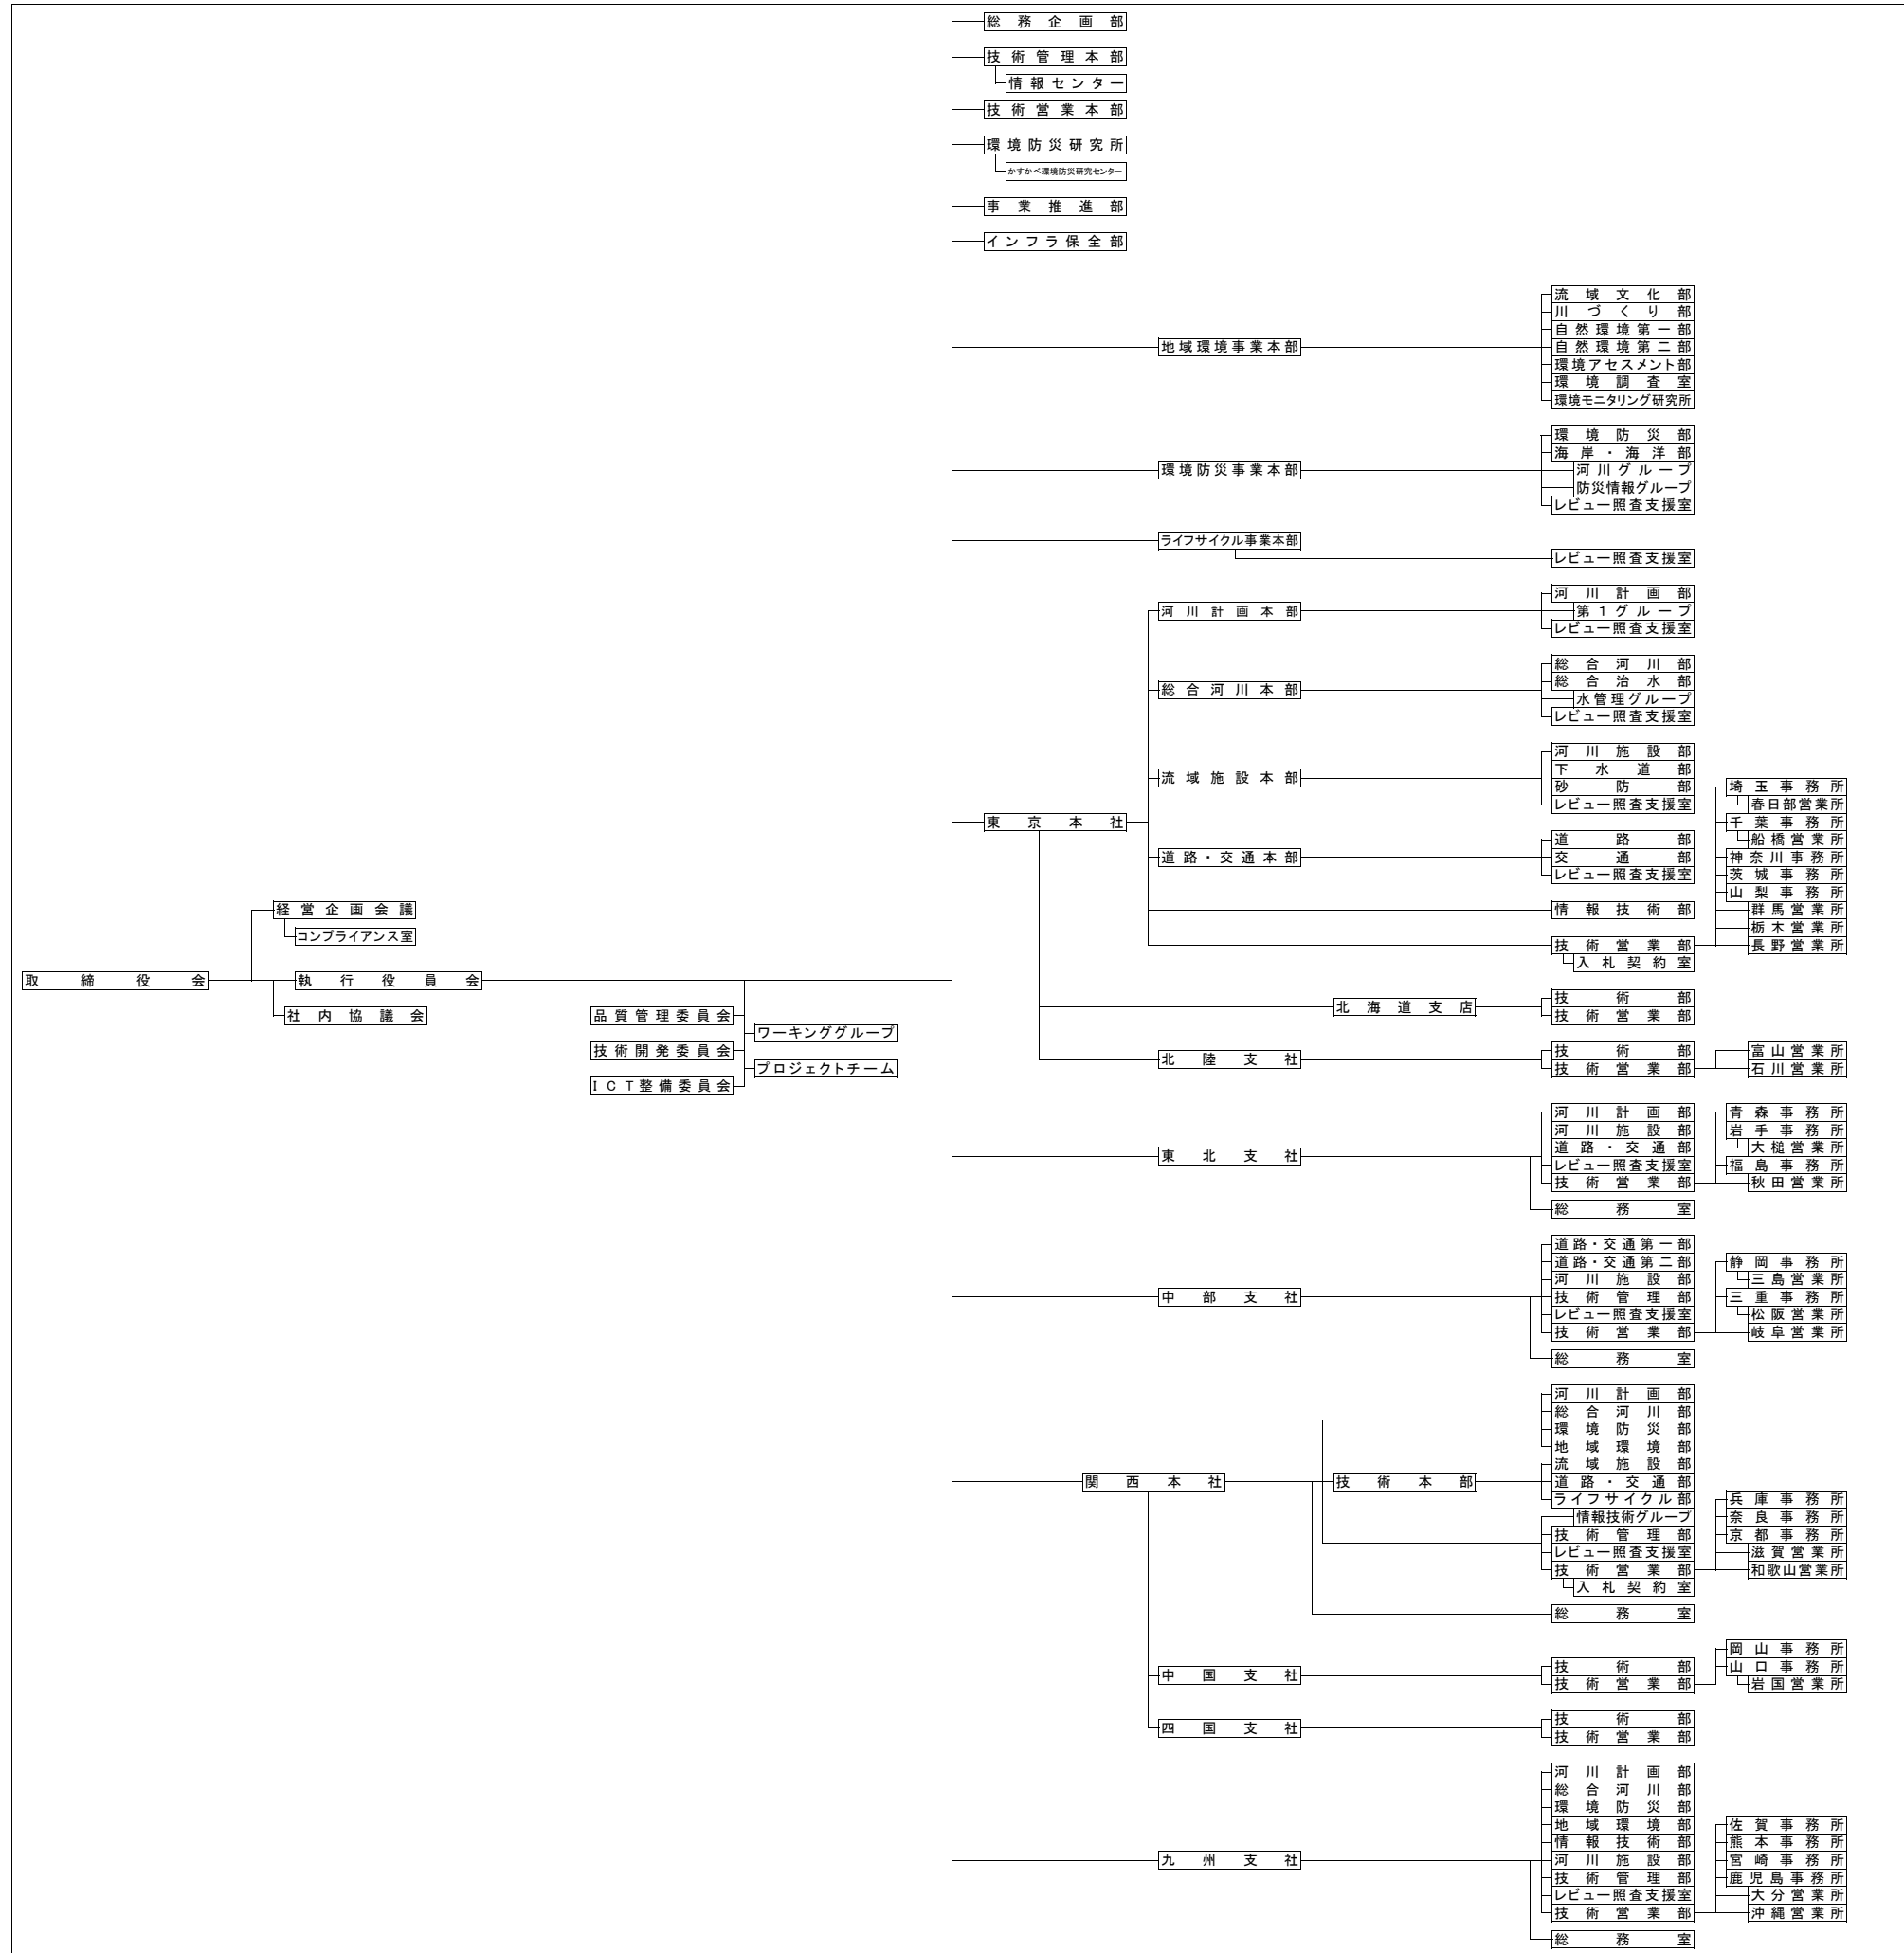 総務企画部
技術管理本部
情報センター
技術営業本部
環境防災研究所
かすかべ環境防災研究センター
事業推進部
インフラ保全部
地域環境事業本部
流域文化部
川づくり部
自然環境第一部
自然環境第二部
環境アセスメント部
環境調査室
環境モニタリング研究所
環境防災事業本部
環境防災部
海岸・海洋部
河川グループ
防災情報グループ
レビュー照査支援室
ライフサイクル事業本部
レビュー照査支援室
東京本社
河川計画本部
河川計画部
第1グループ
レビュー照査支援室
総合河川本部
総合河川部
総合治水部
水管理グループ
レビュー照査支援室
流域施設本部
河川施設部
下水道部
砂防部
レビュー照査支援室
道路・交通本部
道路部
交通部
レビュー照査支援室
情報技術部
技術営業部
入札契約室
埼玉事務所
春日部営業所
千葉事務所
船橋営業所
神奈川事務所
茨城事務所
山梨事務所
群馬営業所
栃木営業所
長野営業所
経営企画会議
コンプライアンス室
取締役会
執行役員会
社内協議会
品質管理委員会
ワーキンググループ
技術開発委員会
プロジェクトチーム
ICT整備委員会
北海道支店
技術部
技術営業部
北陸支社
技術部
技術営業部
富山営業所
石川営業所
東北支社
河川計画部
河川施設部
道路・交通部
レビュー照査支援室
技術営業部
総務室
青森事務所
岩手事務所
大槌営業所
福島事務所
秋田営業所
中部支社
道路・交通第一部
道路・交通第二部
河川施設部
技術管理部
レビュー照査支援室
技術営業部
総務室
静岡事務所
三島営業所
三重事務所
松阪営業所
岐阜営業所
関西本社
技術本部
河川計画部
総合河川部
環境防災部
地域環境部
流域施設部
道路・交通部
ライフサイクル部
情報技術グループ
技術管理部
レビュー照査支援室
技術営業部
入札契約室
総務室
兵庫事務所
奈良事務所
京都事務所
滋賀営業所
和歌山営業所
中国支社
技術部
技術営業部
岡山事務所
山口事務所
岩国営業所
四国支社
技術部
技術営業部
九州支社
河川計画部
総合河川部
環境防災部
地域環境部
情報技術部
河川施設部
技術管理部
レビュー照査支援室
技術営業部
総務室
佐賀事務所
熊本事務所
宮崎事務所
鹿児島事務所
大分営業所
沖縄営業所